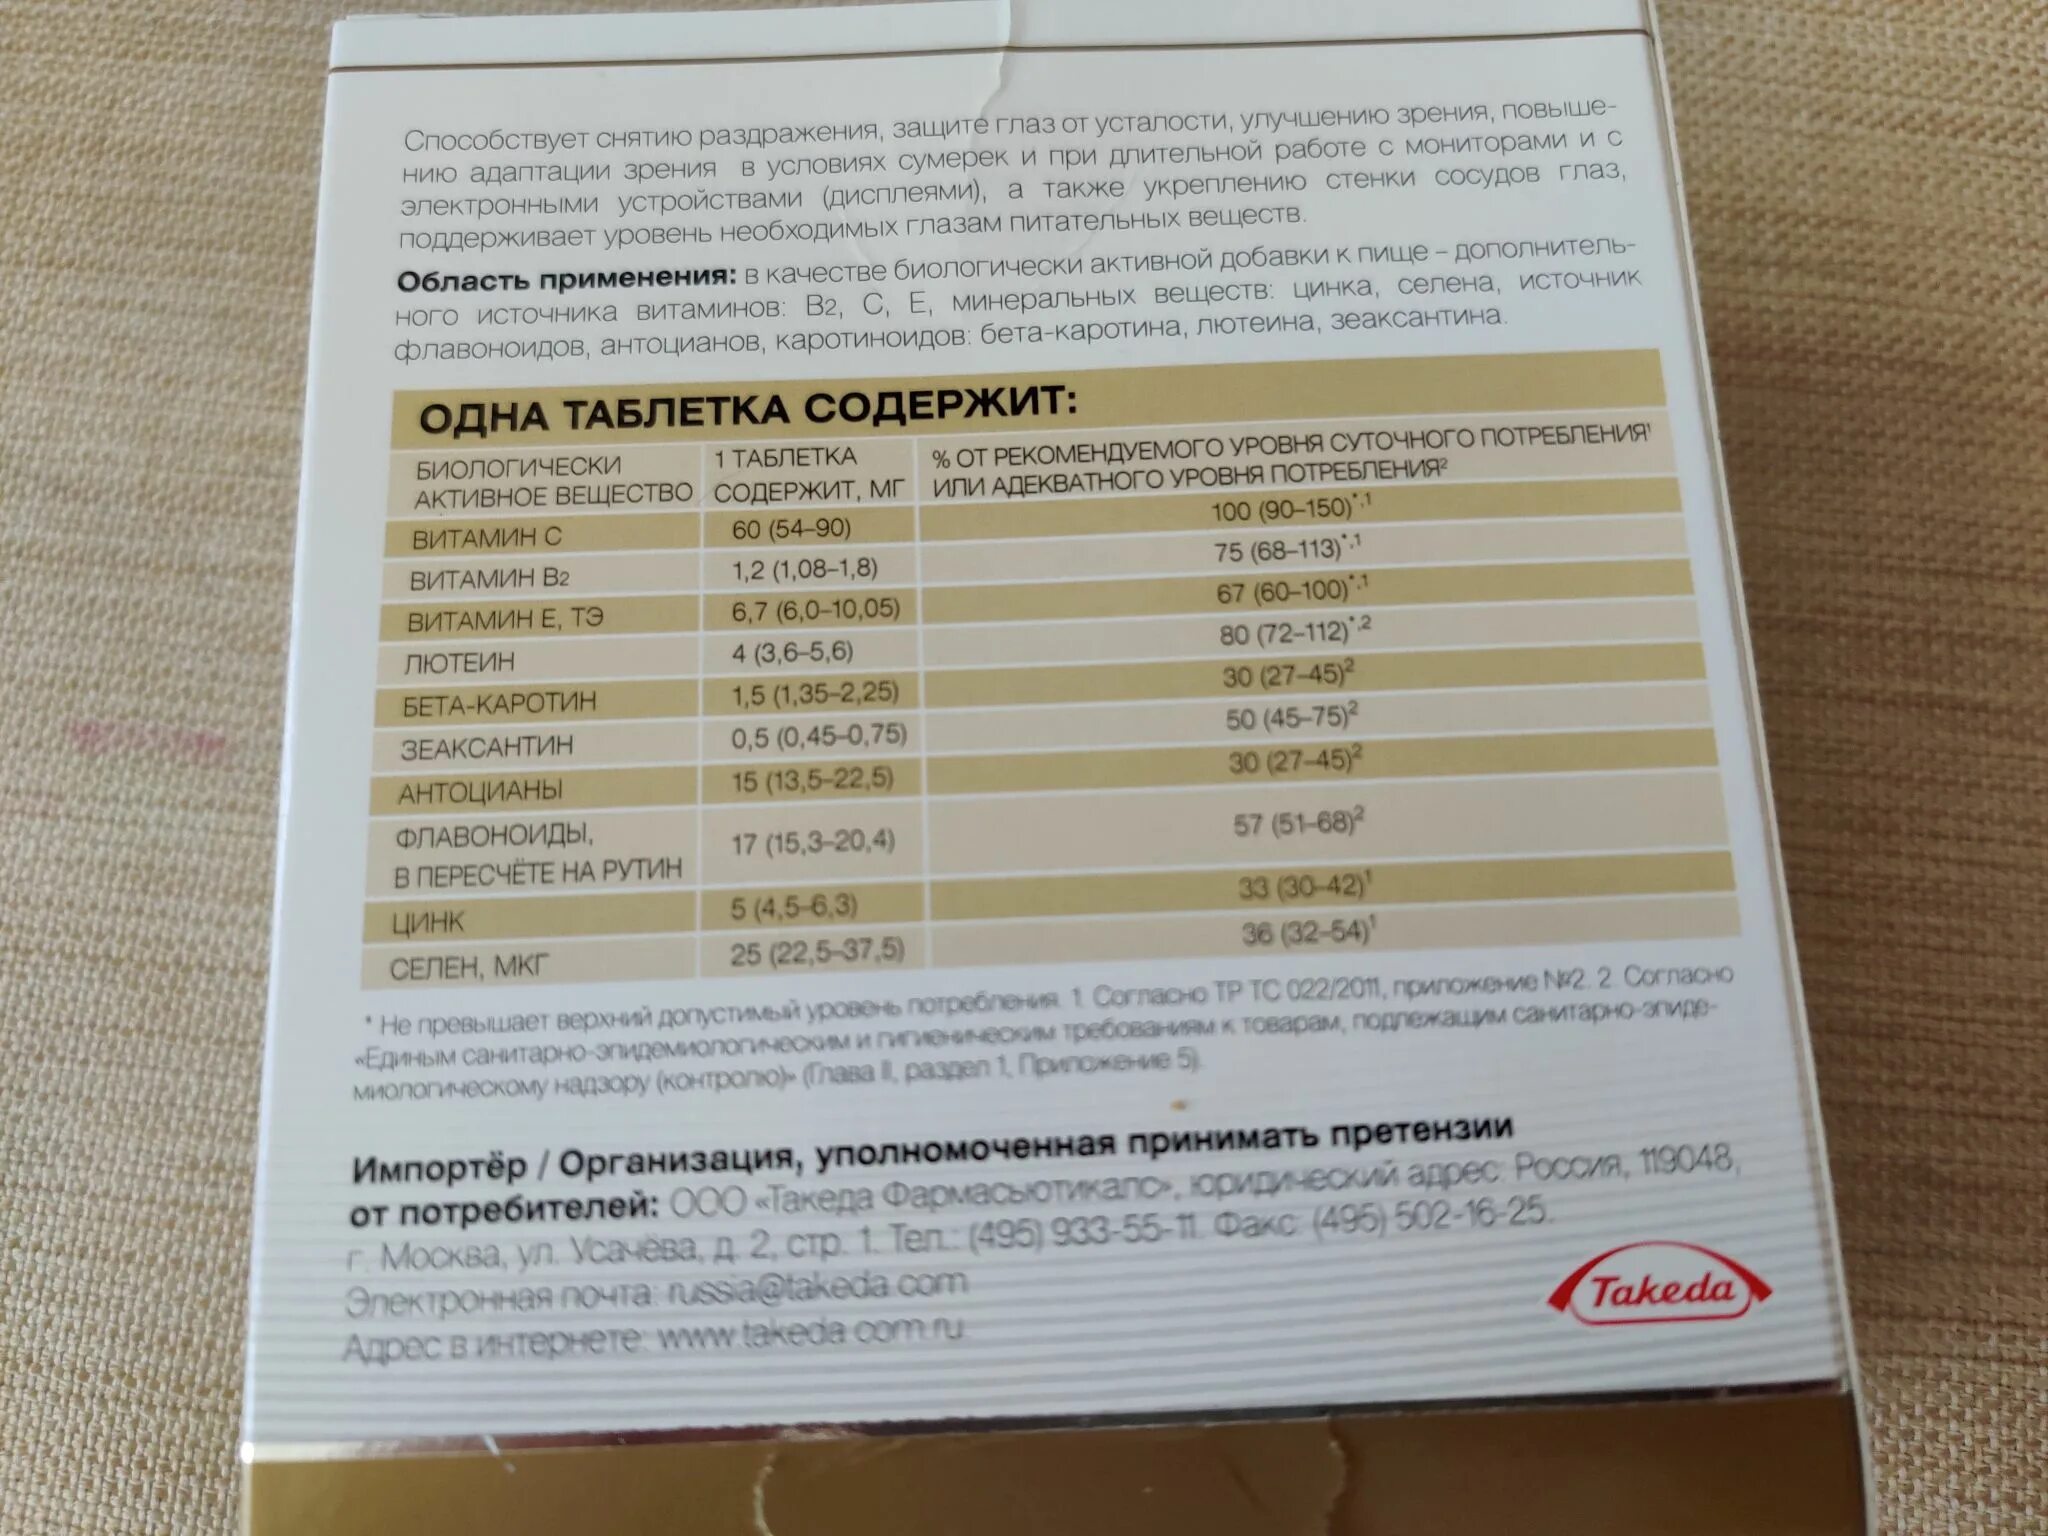 Способствует снятию раздражения, защите глаз от усталости, улучшению зрения, повыше-
нию адаптации зрения в условиях сумерек и при длительной работе с мониторами и с
электронными устройствами (дисплеями), а также укреплению стенки сосудов глаз,
поддерживает уровень необходимых глазам питательных веществ.
Область применения: в качестве биологически активной добавки к пище – дополнитель-
ного источника витаминов: В2, С, Е, минеральных веществ: цинка, селена, источник
флавоноидов, антоцианов, каротиноидов: бета-каротина, лютеина, зеаксантина.
ОДНА ТАБЛЕТКА СОДЕРЖИТ:
БИОЛОГИЧЕСКИ АКТИВНОЕ ВЕЩЕСТВО 1 ТАБЛЕТКА СОДЕРЖИТ, МГ % ОТ РЕКОМЕНДУЕМОГО УРОВНЯ СУТОЧНОГО ПОТРЕБЛЕНИЯ¹ ИЛИ АДЕКВАТНОГО УРОВНЯ ПОТРЕБЛЕНИЯ²
ВИТАМИН С 60 (54–90) 100 (90–150)*,¹
ВИТАМИН В2 1,2 (1,08–1,8) 75 (68–113)*,¹
ВИТАМИН Е, ТЭ 6,7 (6,0–10,05) 67 (60–100)*,¹
ЛЮТЕИН 4 (3,6–5,6) 80 (72–112)*,²
БЕТА-КАРОТИН 1,5 (1,35–2,25) 30 (27–45)²
ЗЕАКСАНТИН 0,5 (0,45–0,75) 50 (45–75)²
АНТОЦИАНЫ 15 (13,5–22,5) 30 (27–45)²
ФЛАВОНОИДЫ, В ПЕРЕСЧЁТЕ НА РУТИН 17 (15,3–20,4) 57 (51–68)²
ЦИНК 5 (4,5–6,3) 33 (30–42)¹
СЕЛЕН, МКГ 25 (22,5–37,5) 36 (32–54)¹
* Не превышает верхний допустимый уровень потребления. 1. Согласно ТР ТС 022/2011, приложение №2. 2. Согласно
«Единым санитарно-эпидемиологическим и гигиеническим требованиям к товарам, подлежащим санитарно-эпиде-
миологическому надзору (контролю)» (Глава II, раздел 1, Приложение 5).
Импортёр / Организация, уполномоченная принимать претензии
от потребителей: ООО «Такеда Фармасьютикалс», юридический адрес: Россия, 119048,
г. Москва, ул. Усачёва, д. 2, стр. 1. Тел.: (495) 933-55-11. Факс: (495) 502-16-25.
Электронная почта: russia@takeda.com
Адрес в интернете: www.takeda.com.ru
Takeda